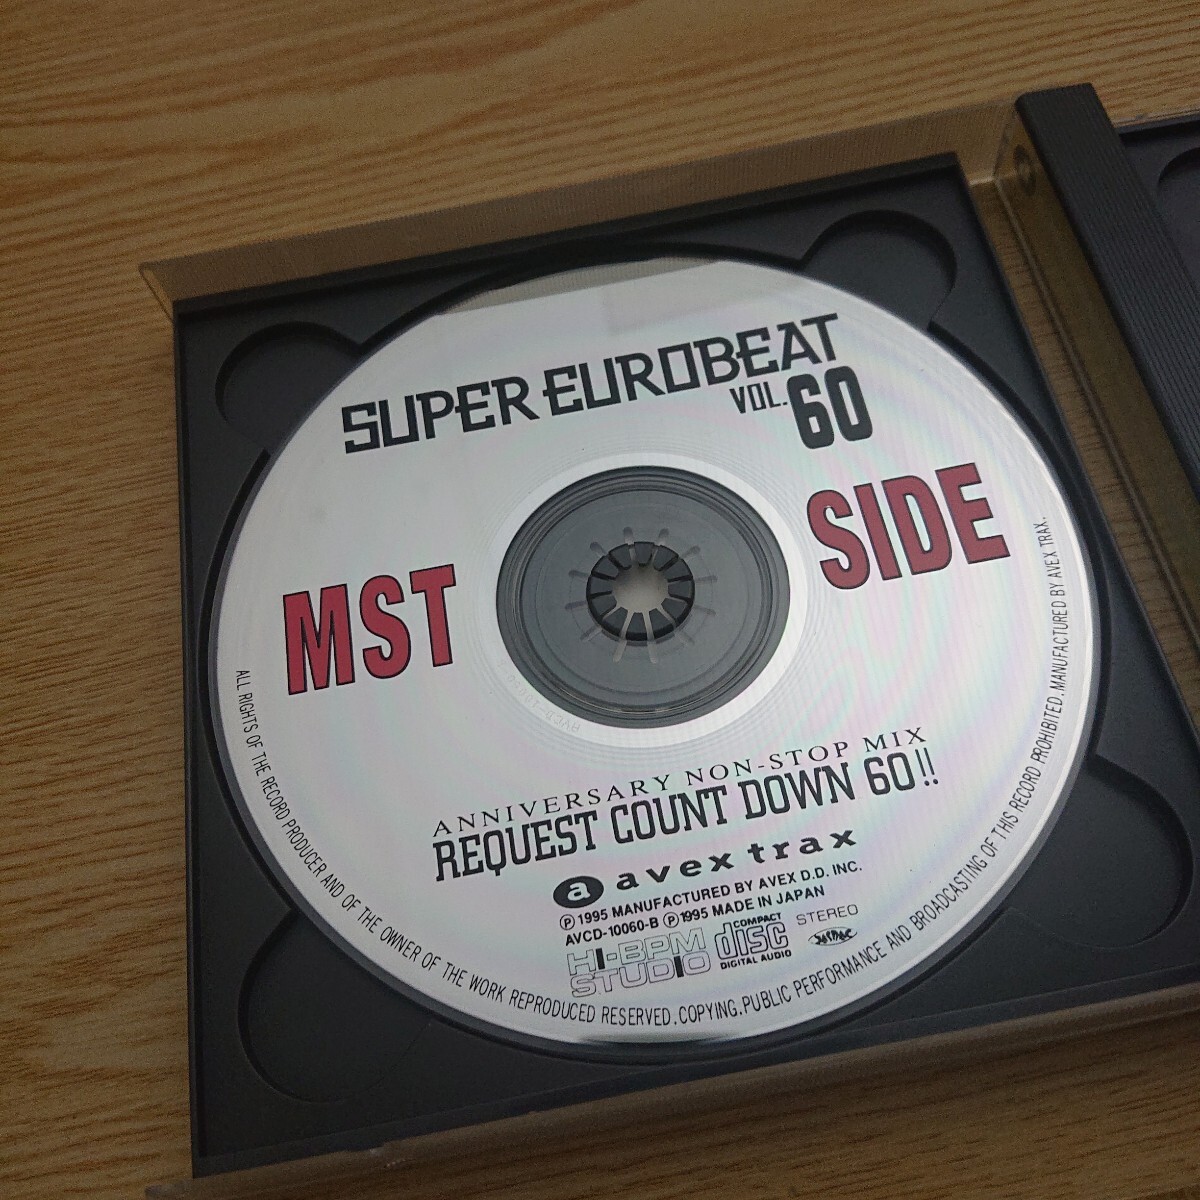 SUPER EUROBEAT
VOL. 60
MST SIDE
ANNIVERSARY NON-STOP MIX
REQUEST COUNT DOWN 60!!
a avex trax
Ⓟ1995 MANUFACTURED BY AVEX D.D. INC.
AVCD-10060-B Ⓟ1995 MADE IN JAPAN
HI-BPM STUDIO
COMPACT disc DIGITAL AUDIO
STEREO
ALL RIGHTS OF THE RECORD PRODUCER AND OF THE OWNER OF THE WORK REPRODUCED RESERVED. COPYING. PUBLIC PERFORMANCE AND BROADCASTING OF THIS RECORD PROHIBITED. MANUFACTURED BY AVEX TRAX.